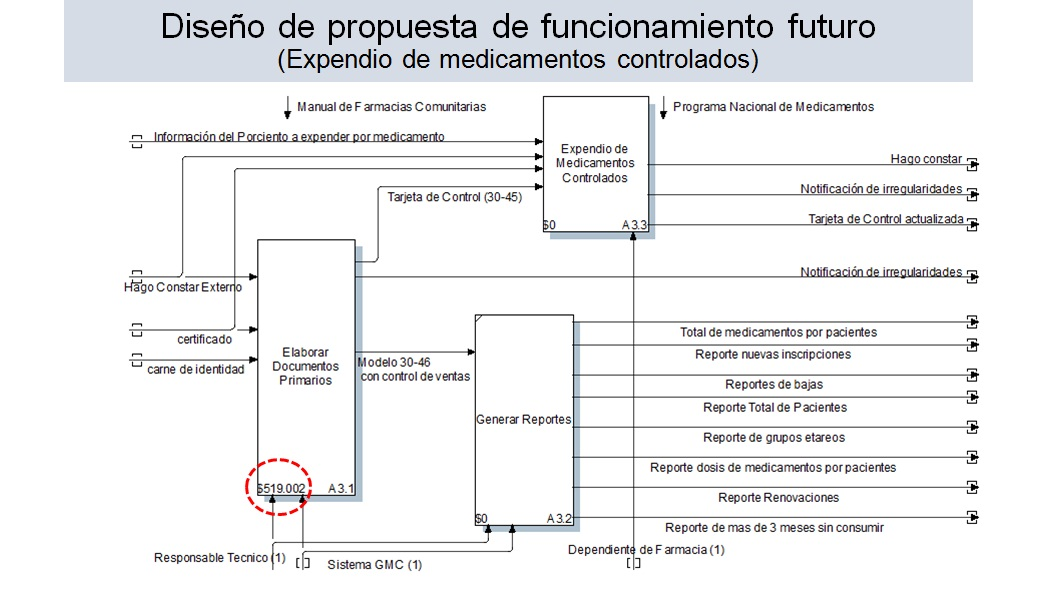 Diseño de propuesta de funcionamiento futuro
(Expendio de medicamentos controlados)
Manual de Farmacias Comunitarias
Programa Nacional de Medicamentos
Información del Porciento a expender por medicamento
Expendio de
Medicamentos
Controlados
$0 A3.3
Hago constar
Notificación de irregularidades
Tarjeta de Control (30-45)
Tarjeta de Control actualizada
Notificación de irregularidades
Hago Constar Externo
certificado
carne de identidad
Elaborar
Documentos
Primarios
$519.002 A3.1
Modelo 30-46
con control de ventas
Generar Reportes
$0 A3.2
Total de medicamentos por pacientes
Reporte nuevas inscripciones
Reportes de bajas
Reporte Total de Pacientes
Reporte de grupos etareos
Reporte dosis de medicamentos por pacientes
Reporte Renovaciones
Reporte de mas de 3 meses sin consumir
Responsable Tecnico (1)
Sistema GMC (1)
Dependiente de Farmacia (1)